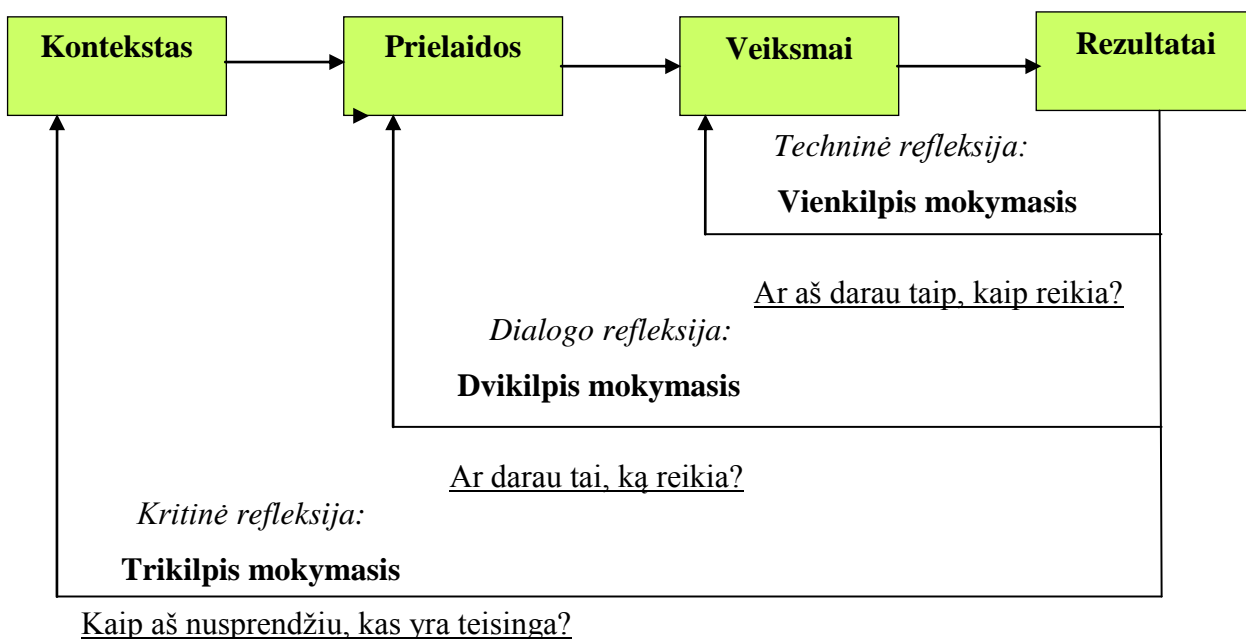 Kontekstas
Prielaidos
Veiksmai
Rezultatai
Techninė refleksija:
Vienkilpis mokymasis
Ar aš darau taip, kaip reikia?
Dialogo refleksija:
Dvikilpis mokymasis
Ar darau tai, ką reikia?
Kritinė refleksija:
Trikilpis mokymasis
Kaip aš nusprendžiu, kas yra teisinga?